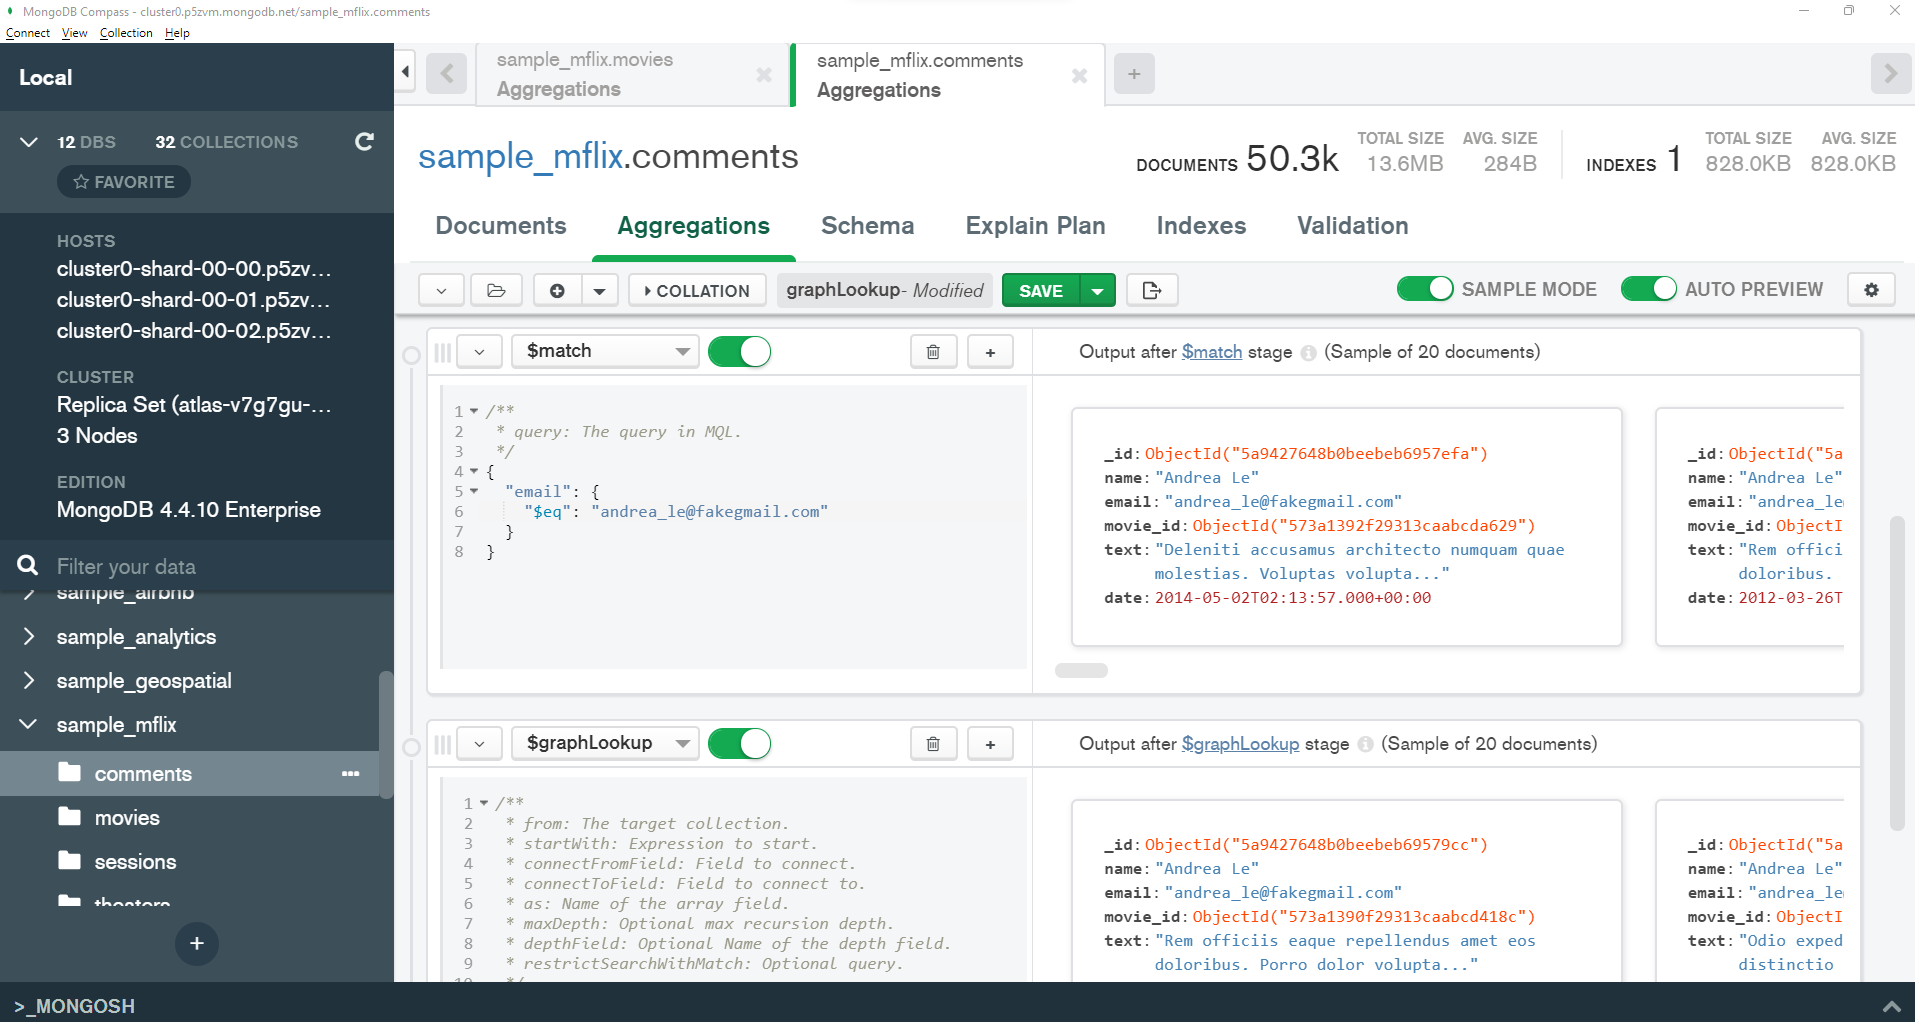 MongoDB Compass - cluster0.p5zvm.mongodb.net/sample_mflix.comments
Connect View Collection Help
Local
12 DBS 32 COLLECTIONS
FAVORITE
HOSTS
cluster0-shard-00-00.p5zv...
cluster0-shard-00-01.p5zv...
cluster0-shard-00-02.p5zv...
CLUSTER
Replica Set (atlas-v7g7gu-...
3 Nodes
EDITION
MongoDB 4.4.10 Enterprise
Filter your data
sample_airbnb
sample_analytics
sample_geospatial
sample_mflix
comments
movies
sessions
theaters
+
>_MONGOSH
sample_mflix.movies
Aggregations
sample_mflix.comments
Aggregations
+
sample_mflix.comments
DOCUMENTS 50.3k
TOTAL SIZE
13.6MB
AVG. SIZE
284B
INDEXES 1
TOTAL SIZE
828.0KB
AVG. SIZE
828.0KB
Documents Aggregations Schema Explain Plan Indexes Validation
COLLATION graphLookup- Modified SAVE SAMPLE MODE AUTO PREVIEW
$match
+
Output after $match stage (Sample of 20 documents)
1 /**
2 * query: The query in MQL.
3 */
4 {
5 "email": {
6 "$eq": "andrea_le@fakegmail.com"
7 }
8 }
_id: ObjectId("5a9427648b0beebeb6957efa")
name: "Andrea Le"
email: "andrea_le@fakegmail.com"
movie_id: ObjectId("573a1392f29313caabcda629")
text: "Deleniti accusamus architecto numquam quae
molestias. Voluptas volupta..."
date: 2014-05-02T02:13:57.000+00:00
_id: ObjectId("5a
name: "Andrea Le"
email: "andrea_le
movie_id: ObjectI
text: "Rem offici
doloribus.
date: 2012-03-26T
$graphLookup
+
Output after $graphLookup stage (Sample of 20 documents)
1 /**
2 * from: The target collection.
3 * startWith: Expression to start.
4 * connectFromField: Field to connect.
5 * connectToField: Field to connect to.
6 * as: Name of the array field.
7 * maxDepth: Optional max recursion depth.
8 * depthField: Optional Name of the depth field.
9 * restrictSearchWithMatch: Optional query.
10 */
_id: ObjectId("5a9427648b0beebeb69579cc")
name: "Andrea Le"
email: "andrea_le@fakegmail.com"
movie_id: ObjectId("573a1390f29313caabcd418c")
text: "Rem officiis eaque repellendus amet eos
doloribus. Porro dolor volupta..."
_id: ObjectId("5a
name: "Andrea Le"
email: "andrea_le
movie_id: ObjectI
text: "Odio exped
distinctio